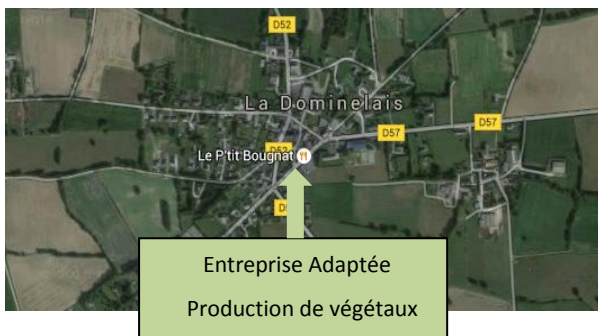 D52
La Dominelais
D57
D57
Le P'tit Bougnat
D52
Entreprise Adaptée
Production de végétaux